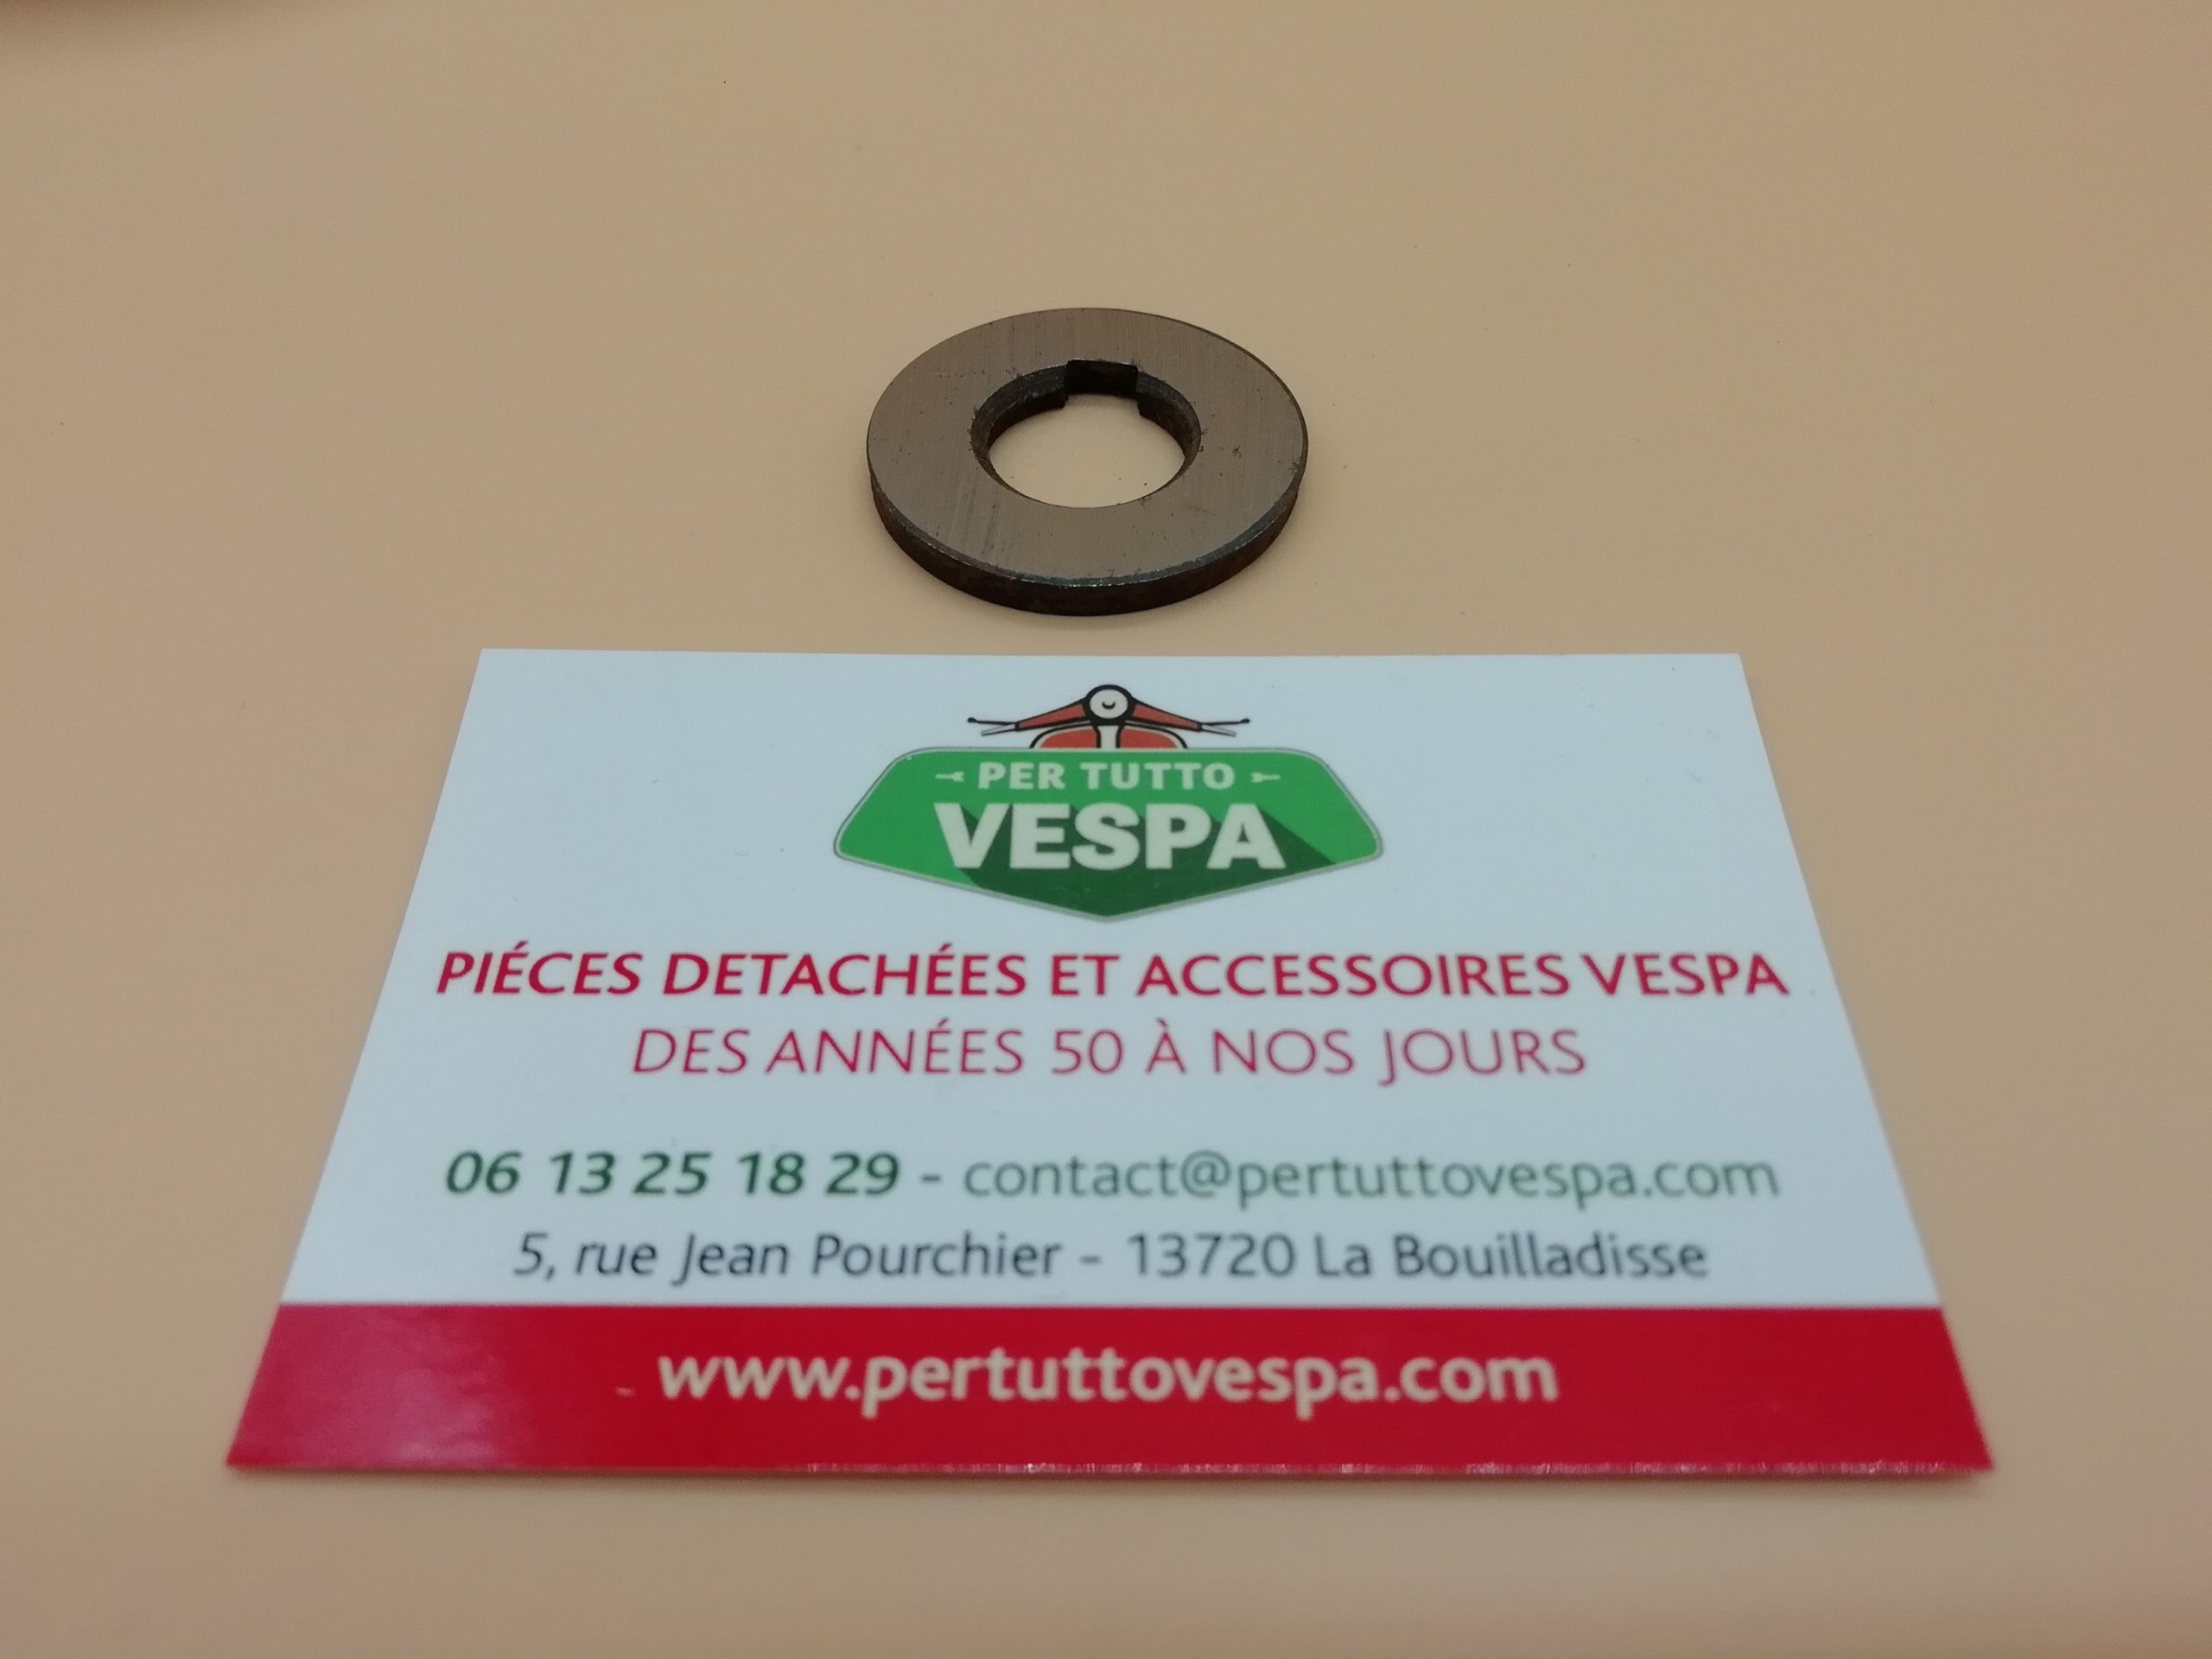 PER TUTTO
VESPA
PIÉCES DETACHÉES ET ACCESSOIRES VESPA
DES ANNÉES 50 À NOS JOURS
06 13 25 18 29 - contact@pertuttovespa.com
5, rue Jean Pourchier - 13720 La Bouilladisse
www.pertuttovespa.com